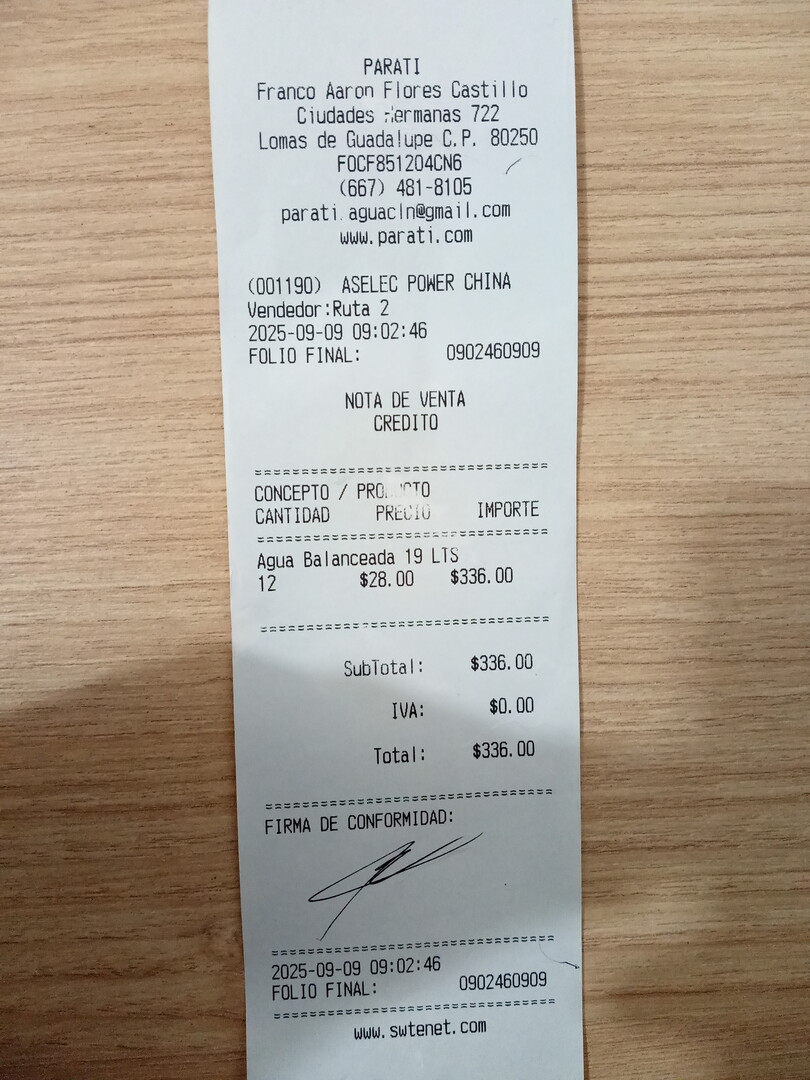 PARATI
Franco Aaron Flores Castillo
Ciudades Hermanas 722
Lomas de Guadalupe C.P. 80250
FOCF851204CN6
(667) 481-8105
parati.aguacln@gmail.com
www.parati.com
(001190) ASELEC POWER CHINA
Vendedor:Ruta 2
2025-09-09 09:02:46
FOLIO FINAL: 0902460909
NOTA DE VENTA
CREDITO
CONCEPTO / PRODUCTO
CANTIDAD PRECIO IMPORTE
Agua Balanceada 19 LTS
12 $28.00 $336.00
SubTotal: $336.00
IVA: $0.00
Total: $336.00
FIRMA DE CONFORMIDAD:
2025-09-09 09:02:46
FOLIO FINAL: 0902460909
www.swtenet.com